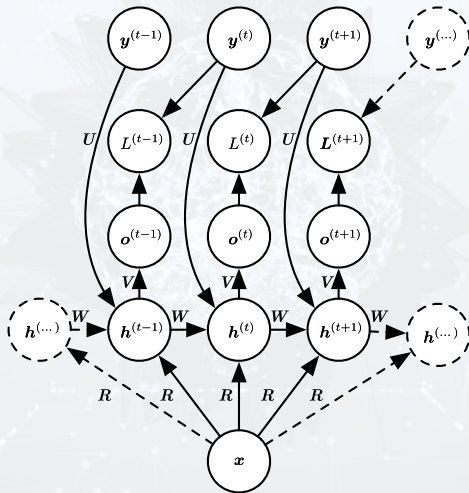 y^(t−1) y^(t) y^(t+1) y^(...)
U U U
L^(t−1) L^(t) L^(t+1)
o^(t−1) o^(t) o^(t+1)
V V V
W W W W
h^(...) h^(t−1) h^(t) h^(t+1) h^(...)
R R R R R
x